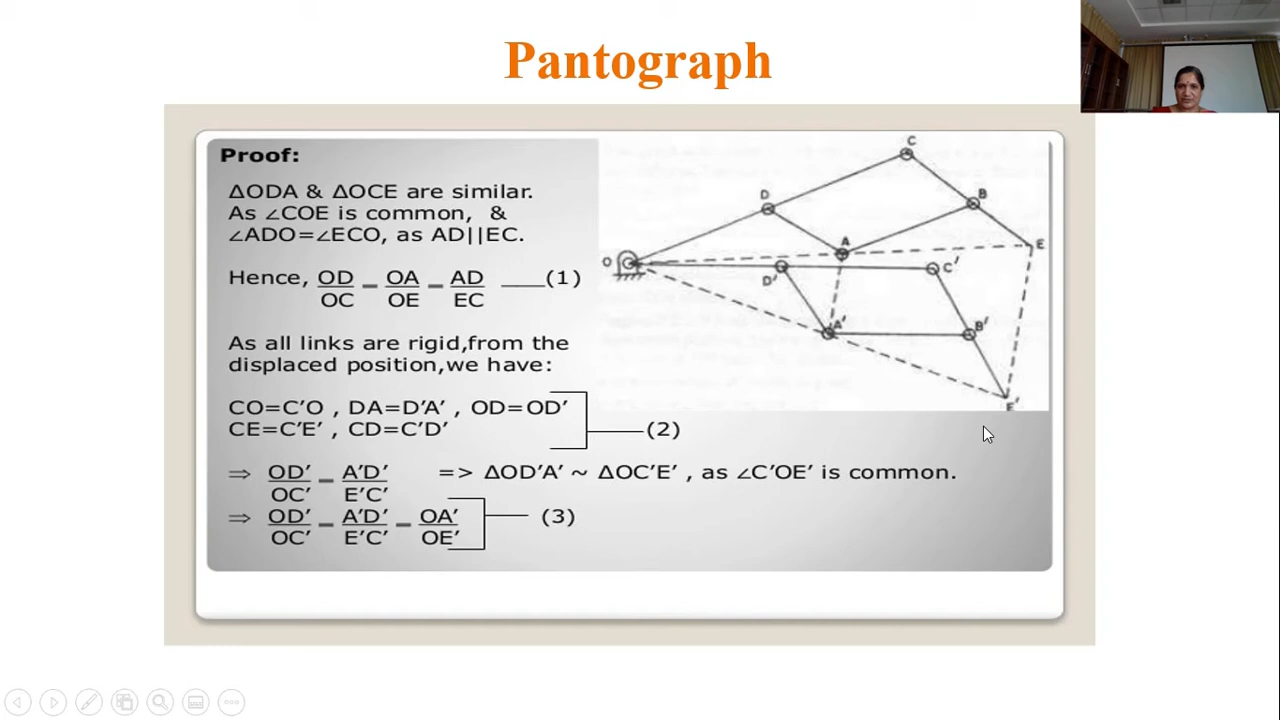 Pantograph
Proof:
ΔODA & ΔOCE are similar.
As ∠COE is common, &
∠ADO=∠ECO, as AD||EC.
Hence, OD/OC = OA/OE = AD/EC ___(1)
As all links are rigid,from the
displaced position,we have:
CO=C’O , DA=D’A’ , OD=OD’
CE=C’E’ , CD=C’D’ (2)
⇒ OD’/OC’ = A’D’/E’C’ => ΔOD’A’ ~ ΔOC’E’ , as ∠C’OE’ is common.
⇒ OD’/OC’ = A’D’/E’C’ = OA’/OE’ (3)
C
D
B
A
E
O
D'
C'
A'
B'
E'